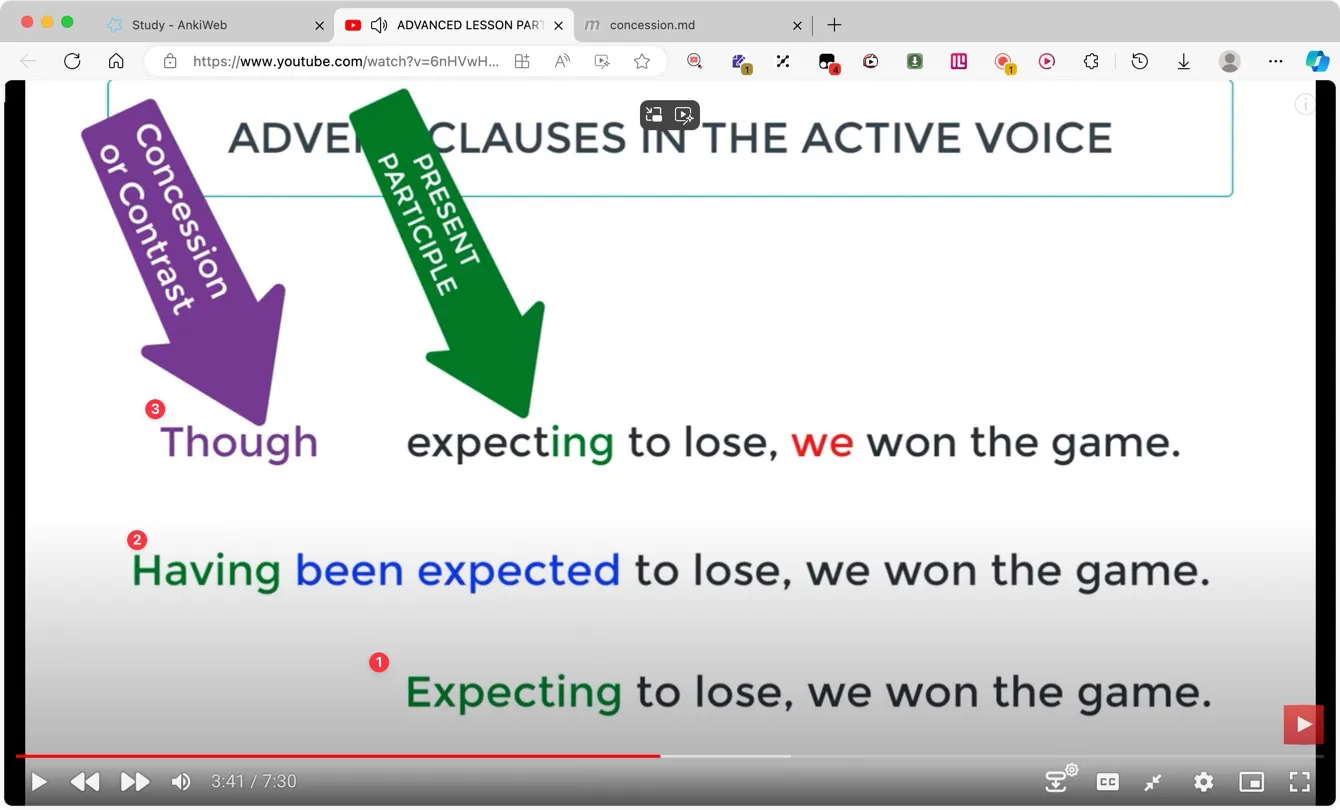 Study - AnkiWeb
ADVANCED LESSON PART
concession.md
https://www.youtube.com/watch?v=6nHVwH...
1
4
1
ADVE CLAUSES IN THE ACTIVE VOICE
Concession
or Contrast
PRESENT
PARTICIPLE
3
Though expecting to lose, we won the game.
2
Having been expected to lose, we won the game.
1
Expecting to lose, we won the game.
3:41 / 7:30
CC